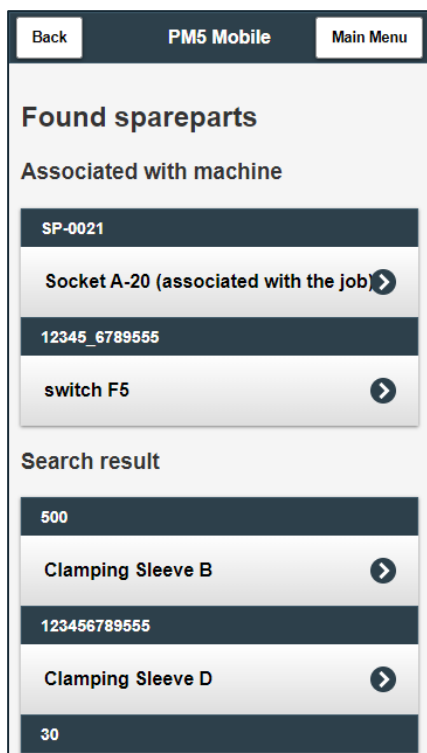 Back PM5 Mobile Main Menu
Found spareparts
Associated with machine
SP-0021
Socket A-20 (associated with the job)
12345_6789555
switch F5
Search result
500
Clamping Sleeve B
123456789555
Clamping Sleeve D
30